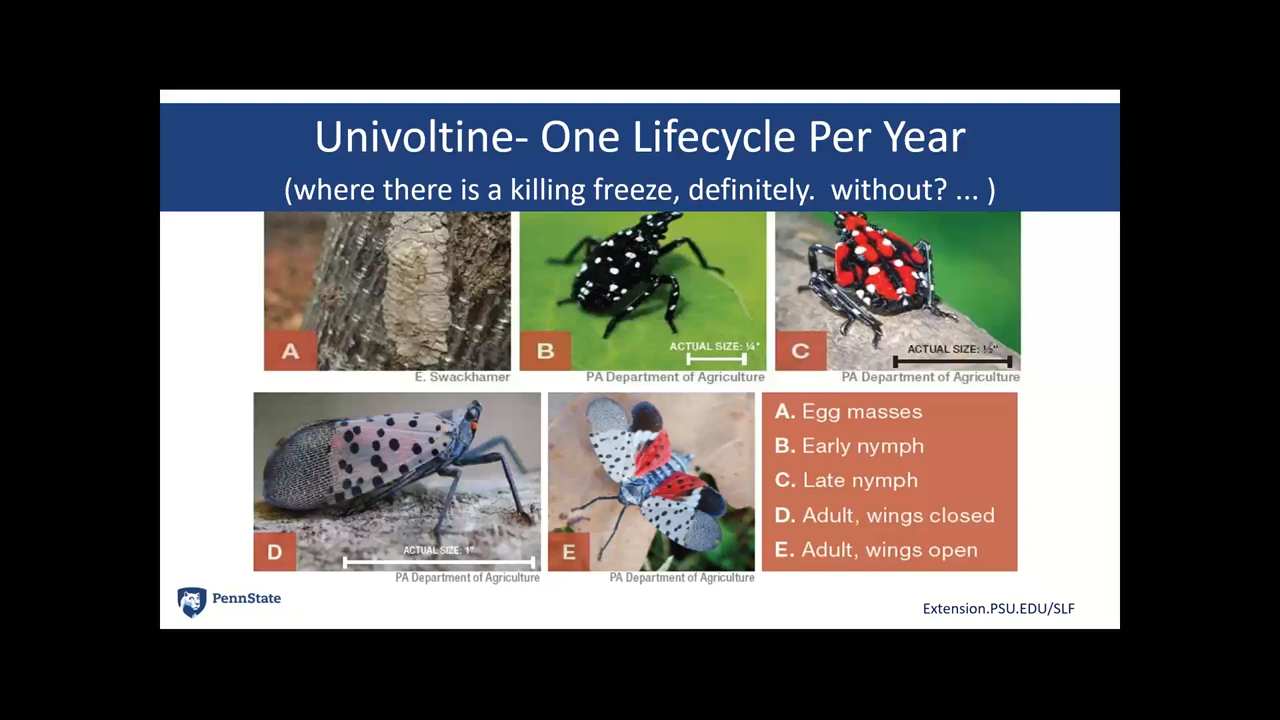 Univoltine- One Lifecycle Per Year
(where there is a killing freeze, definitely.  without? ... )
A
E. Swackhamer
B
ACTUAL SIZE: ¼"
PA Department of Agriculture
C
ACTUAL SIZE: ½"
PA Department of Agriculture
D
ACTUAL SIZE: 1"
PA Department of Agriculture
E
PA Department of Agriculture
A. Egg masses
B. Early nymph
C. Late nymph
D. Adult, wings closed
E. Adult, wings open
PennState
Extension.PSU.EDU/SLF